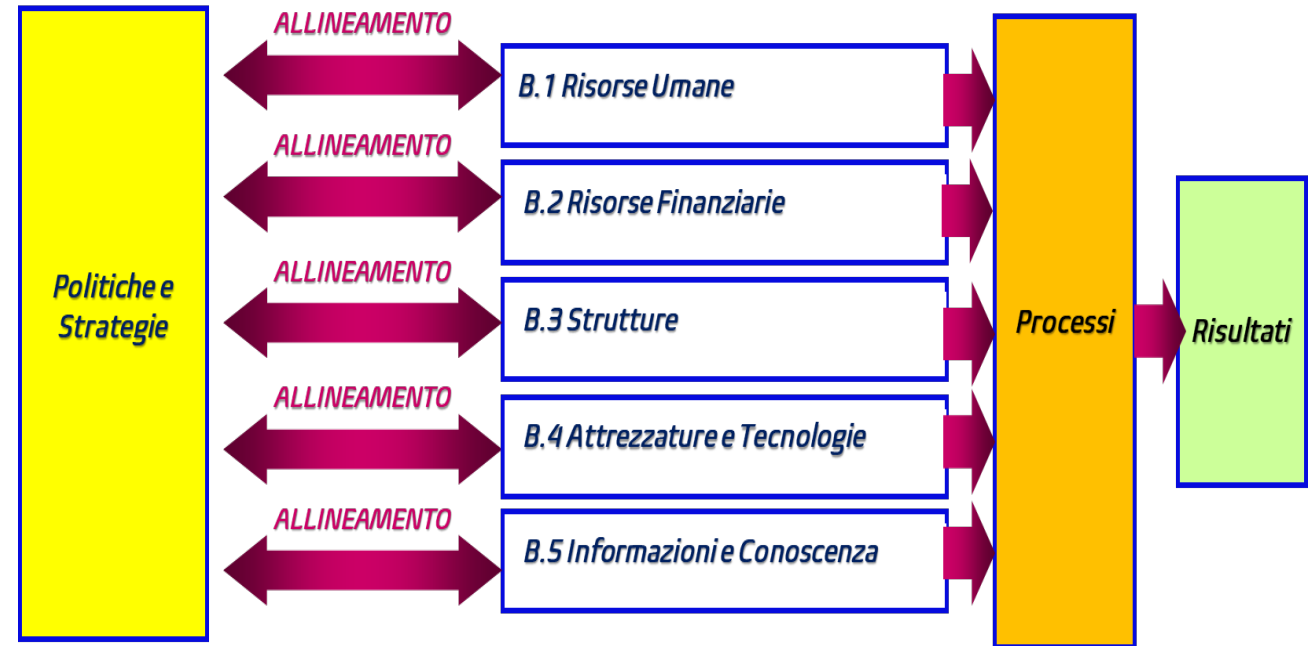 ALLINEAMENTO
B.1 Risorse Umane
ALLINEAMENTO
B.2 Risorse Finanziarie
ALLINEAMENTO
Politiche e
Strategie
B.3 Strutture
Processi
Risultati
ALLINEAMENTO
B.4 Attrezzature e Tecnologie
ALLINEAMENTO
B.5 Informazioni e Conoscenza